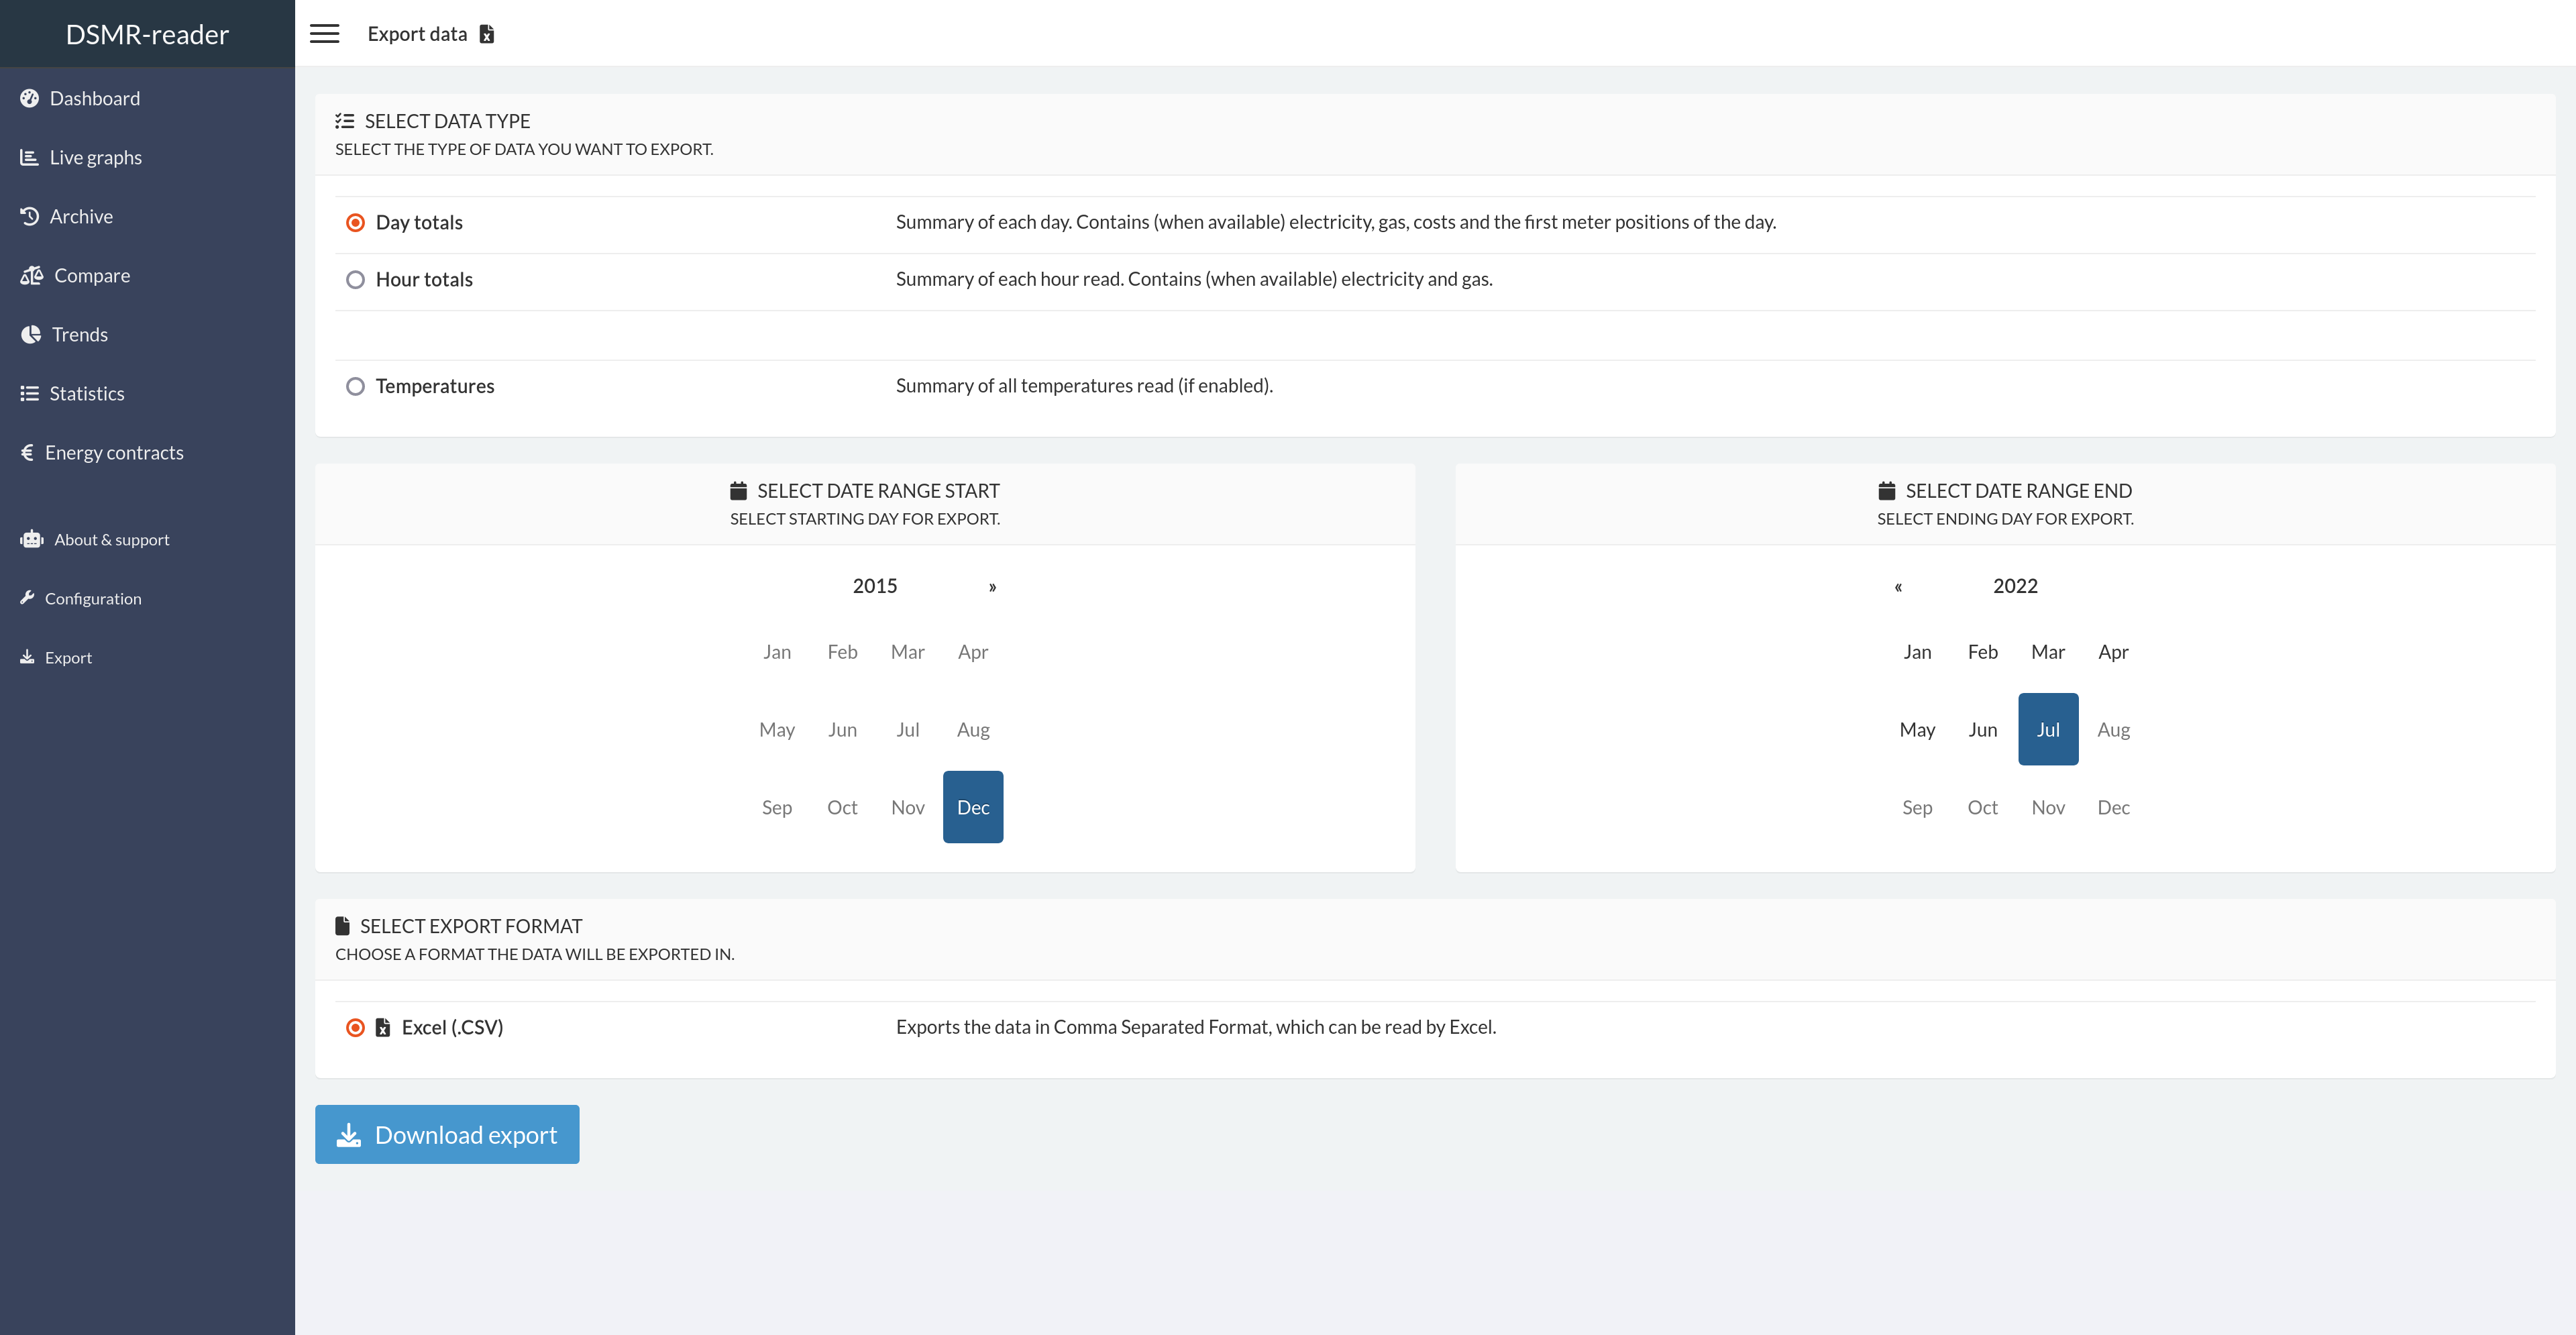 DSMR-reader
Export data
Dashboard
Live graphs
Archive
Compare
Trends
Statistics
Energy contracts
About & support
Configuration
Export
SELECT DATA TYPE
SELECT THE TYPE OF DATA YOU WANT TO EXPORT.
Day totals Summary of each day. Contains (when available) electricity, gas, costs and the first meter positions of the day.
Hour totals Summary of each hour read. Contains (when available) electricity and gas.
Temperatures Summary of all temperatures read (if enabled).
SELECT DATE RANGE START
SELECT STARTING DAY FOR EXPORT.
2015 »
Jan Feb Mar Apr
May Jun Jul Aug
Sep Oct Nov Dec
SELECT DATE RANGE END
SELECT ENDING DAY FOR EXPORT.
« 2022
Jan Feb Mar Apr
May Jun Jul Aug
Sep Oct Nov Dec
SELECT EXPORT FORMAT
CHOOSE A FORMAT THE DATA WILL BE EXPORTED IN.
Excel (.CSV) Exports the data in Comma Separated Format, which can be read by Excel.
Download export